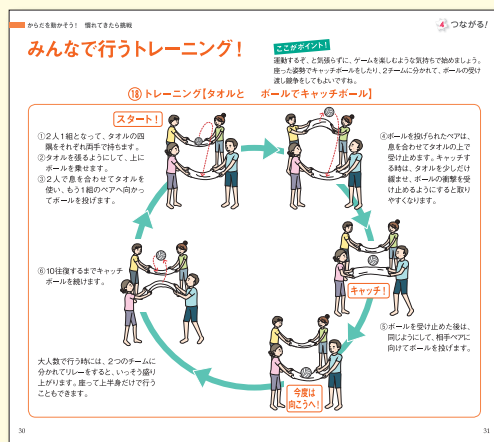 からだを動かそう！ 慣れてきたら挑戦
4 つながる！
みんなで行うトレーニング！
ここがポイント！
運動するぞ、と気張らずに、ゲームを楽しむような気持ちで始めましょう。
座った姿勢でキャッチボールをしたり、2チームに分かれて、ボールの受け
渡し競争をしてもよいですね。
⑱トレーニング【タオルと　ボールでキャッチボール】
スタート！
①2人1組となって、タオルの四
隅をそれぞれ両手で持ちます。
②タオルを張るようにして、上に
ボールを乗せます。
③2人で息を合わせてタオルを
使い、もう1組のペアへ向かっ
てボールを投げます。
④ボールを投げられたペアは、
息を合わせてタオルの上で
受け止めます。キャッチす
る時は、タオルを少しだけ
緩ませ、ボールの衝撃を受
け止めるようにすると取り
やすくなります。
キャッチ！
⑤ボールを受け止めた後は、
同じようにして、相手ペアに
向けてボールを投げます。
今度は
向こうへ！
⑥10往復するまでキャッチ
ボールを続けます。
大人数で行う時には、2つのチームに
分かれてリレーをすると、いっそう盛り
上がります。座って上半身だけで行う
こともできます。
30
31